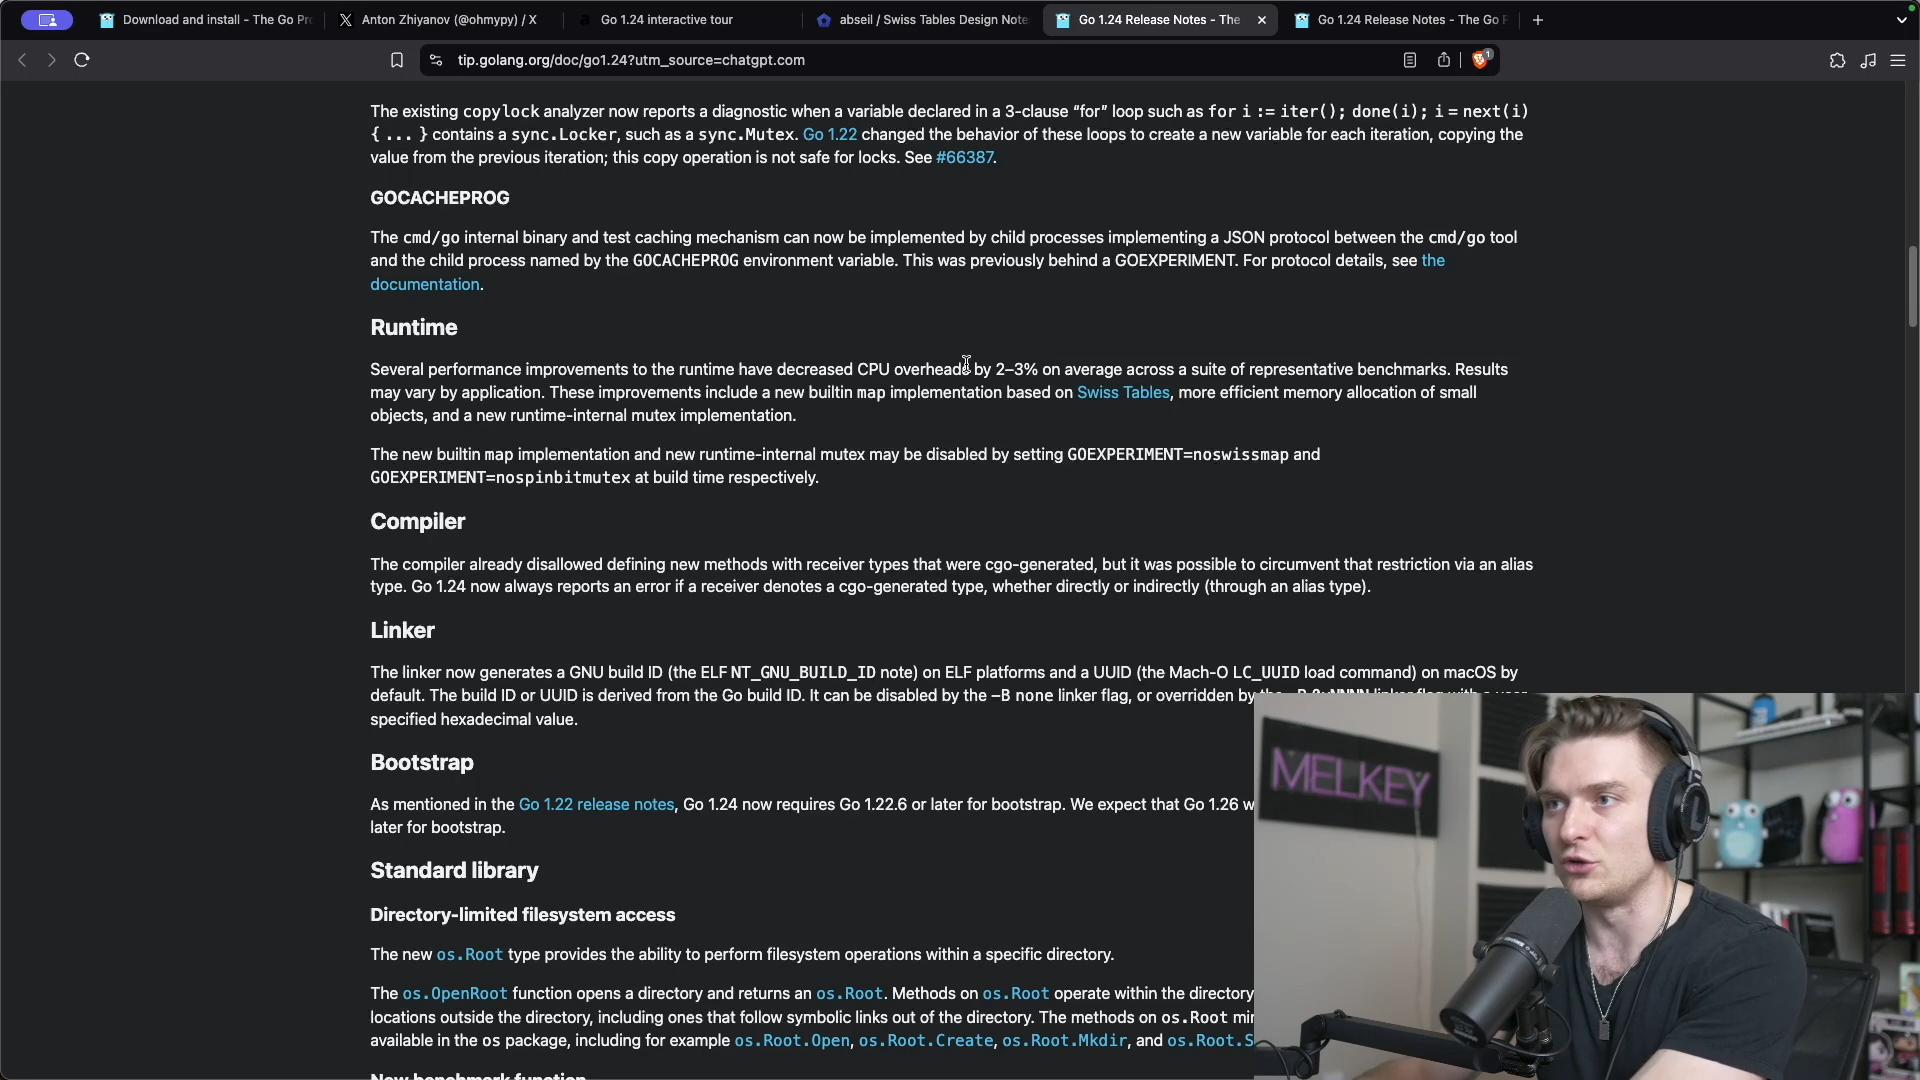 Download and install - The Go Pr
Anton Zhiyanov (@ohmypy) / X
Go 1.24 interactive tour
abseil / Swiss Tables Design Note
Go 1.24 Release Notes - The
Go 1.24 Release Notes - The Go P
tip.golang.org/doc/go1.24?utm_source=chatgpt.com
1
The existing copylock analyzer now reports a diagnostic when a variable declared in a 3-clause “for” loop such as for i := iter(); done(i); i = next(i)
{ ... } contains a sync.Locker, such as a sync.Mutex. Go 1.22 changed the behavior of these loops to create a new variable for each iteration, copying the
value from the previous iteration; this copy operation is not safe for locks. See #66387.
GOCACHEPROG
The cmd/go internal binary and test caching mechanism can now be implemented by child processes implementing a JSON protocol between the cmd/go tool
and the child process named by the GOCACHEPROG environment variable. This was previously behind a GOEXPERIMENT. For protocol details, see the
documentation.
Runtime
Several performance improvements to the runtime have decreased CPU overheads by 2–3% on average across a suite of representative benchmarks. Results
may vary by application. These improvements include a new builtin map implementation based on Swiss Tables, more efficient memory allocation of small
objects, and a new runtime-internal mutex implementation.
The new builtin map implementation and new runtime-internal mutex may be disabled by setting GOEXPERIMENT=noswissmap and
GOEXPERIMENT=nospinbitmutex at build time respectively.
Compiler
The compiler already disallowed defining new methods with receiver types that were cgo-generated, but it was possible to circumvent that restriction via an alias
type. Go 1.24 now always reports an error if a receiver denotes a cgo-generated type, whether directly or indirectly (through an alias type).
Linker
The linker now generates a GNU build ID (the ELF NT_GNU_BUILD_ID note) on ELF platforms and a UUID (the Mach-O LC_UUID load command) on macOS by
default. The build ID or UUID is derived from the Go build ID. It can be disabled by the -B none linker flag, or overridden by the -B 0xNNNN linker flag with a user-
specified hexadecimal value.
Bootstrap
As mentioned in the Go 1.22 release notes, Go 1.24 now requires Go 1.22.6 or later for bootstrap. We expect that Go 1.26 w
later for bootstrap.
Standard library
Directory-limited filesystem access
The new os.Root type provides the ability to perform filesystem operations within a specific directory.
The os.OpenRoot function opens a directory and returns an os.Root. Methods on os.Root operate within the directory
locations outside the directory, including ones that follow symbolic links out of the directory. The methods on os.Root mir
available in the os package, including for example os.Root.Open, os.Root.Create, os.Root.Mkdir, and os.Root.S
New benchmark function
MELKEY